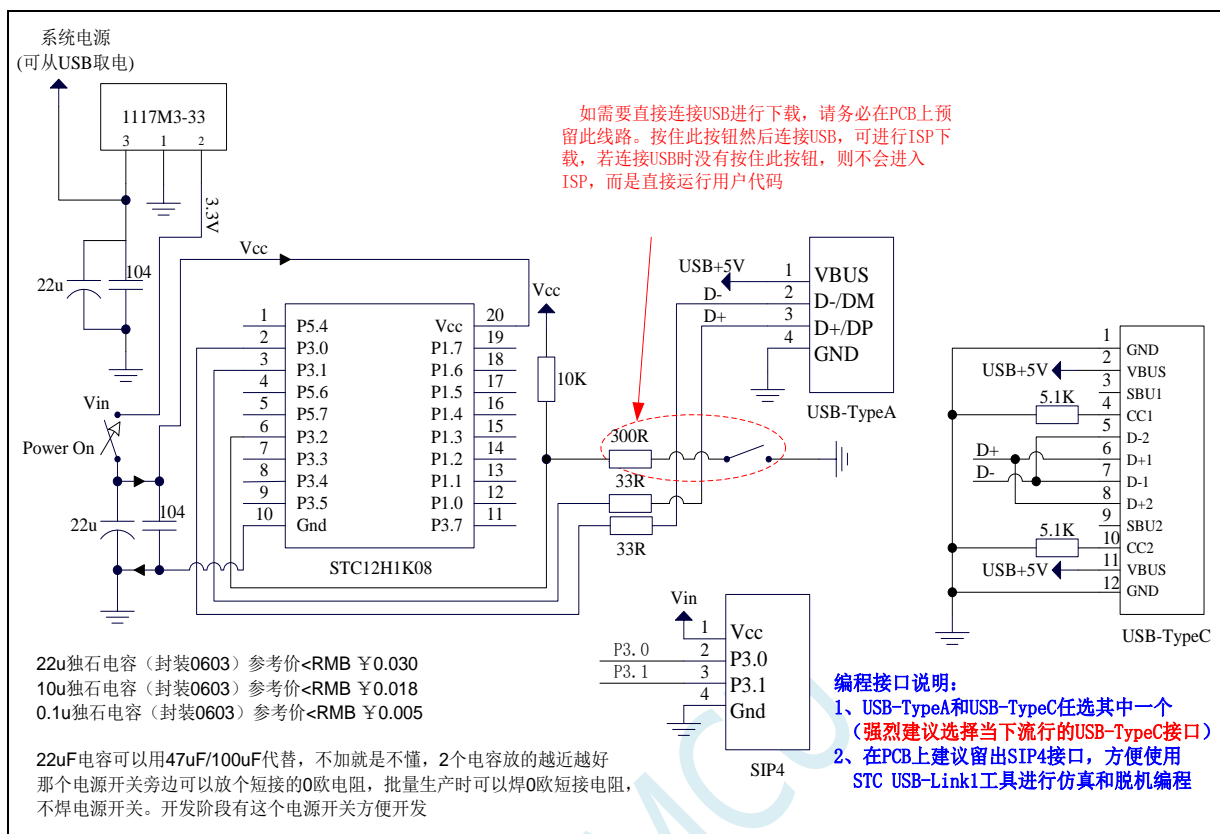 系统电源
(可从USB取电)
1117M3-33
3
1
2
3.3V
22u
104
Vcc
Vin
Power On
22u
104
1
2
3
4
5
6
7
8
9
10
P5.4
P3.0
P3.1
P5.6
P5.7
P3.2
P3.3
P3.4
P3.5
Gnd
Vcc
P1.7
P1.6
P1.5
P1.4
P1.3
P1.2
P1.1
P1.0
P3.7
20
19
18
17
16
15
14
13
12
11
STC12H1K08
Vcc
10K
300R
33R
33R
如需要直接连接USB进行下载，请务必在PCB上预
留此线路。按住此按钮然后连接USB，可进行ISP下
载，若连接USB时没有按住此按钮，则不会进入
ISP，而是直接运行用户代码
USB+5V
D-
D+
1
2
3
4
VBUS
D-/DM
D+/DP
GND
USB-TypeA
USB+5V
5.1K
D+
D-
5.1K
USB+5V
1
2
3
4
5
6
7
8
9
10
11
12
GND
VBUS
SBU1
CC1
D-2
D+1
D-1
D+2
SBU2
CC2
VBUS
GND
USB-TypeC
Vin
P3.0
P3.1
1
2
3
4
Vcc
P3.0
P3.1
Gnd
SIP4
22u独石电容（封装0603）参考价<RMB ￥0.030
10u独石电容（封装0603）参考价<RMB ￥0.018
0.1u独石电容（封装0603）参考价<RMB ￥0.005
22uF电容可以用47uF/100uF代替，不加就是不懂，2个电容放的越近越好
那个电源开关旁边可以放个短接的0欧电阻，批量生产时可以焊0欧短接电阻，
不焊电源开关。开发阶段有这个电源开关方便开发
编程接口说明：
1、USB-TypeA和USB-TypeC任选其中一个
（强烈建议选择当下流行的USB-TypeC接口）
2、在PCB上建议留出SIP4接口，方便使用
STC USB-Link1工具进行仿真和脱机编程
MCU